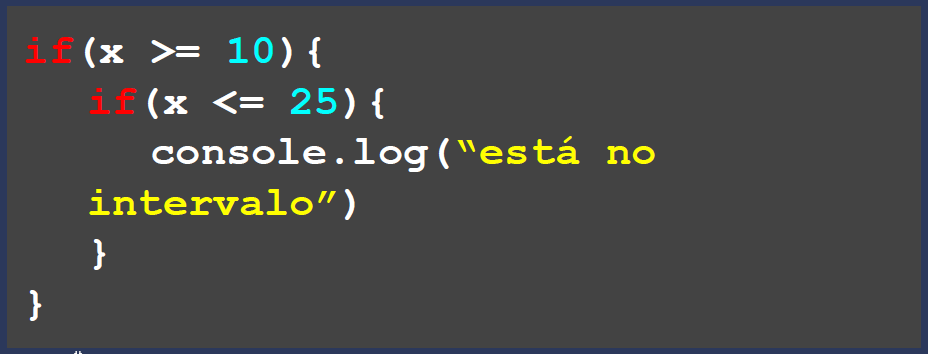 if(x >= 10){
if(x <= 25){
console.log(“está no
intervalo”)
}
}